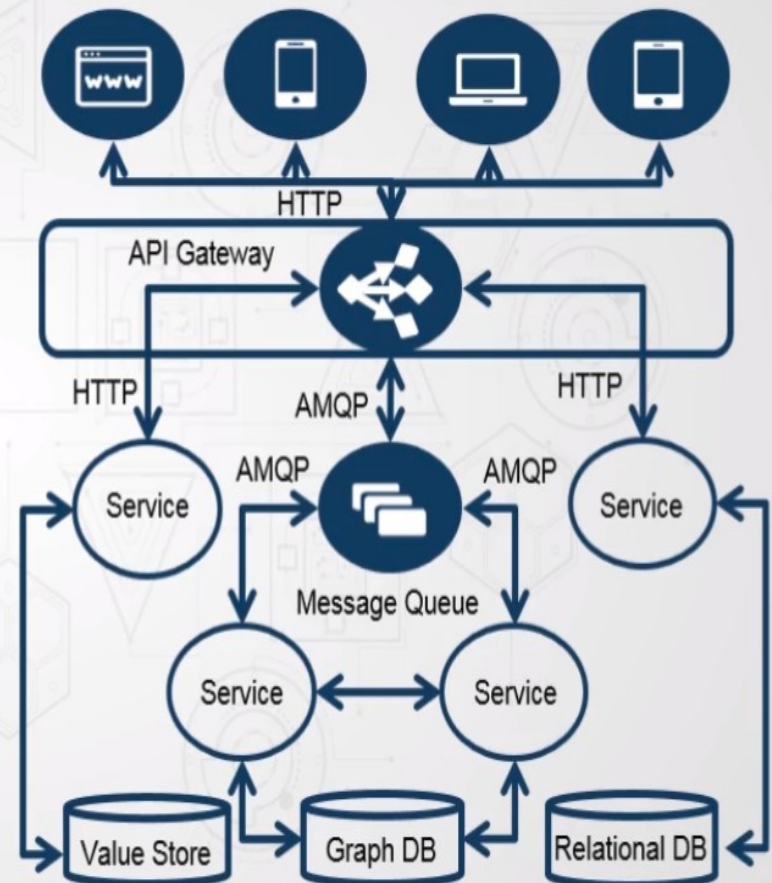 www
HTTP
API Gateway
HTTP
AMQP
HTTP
AMQP
AMQP
Service
Service
Message Queue
Service
Service
Value Store
Graph DB
Relational DB